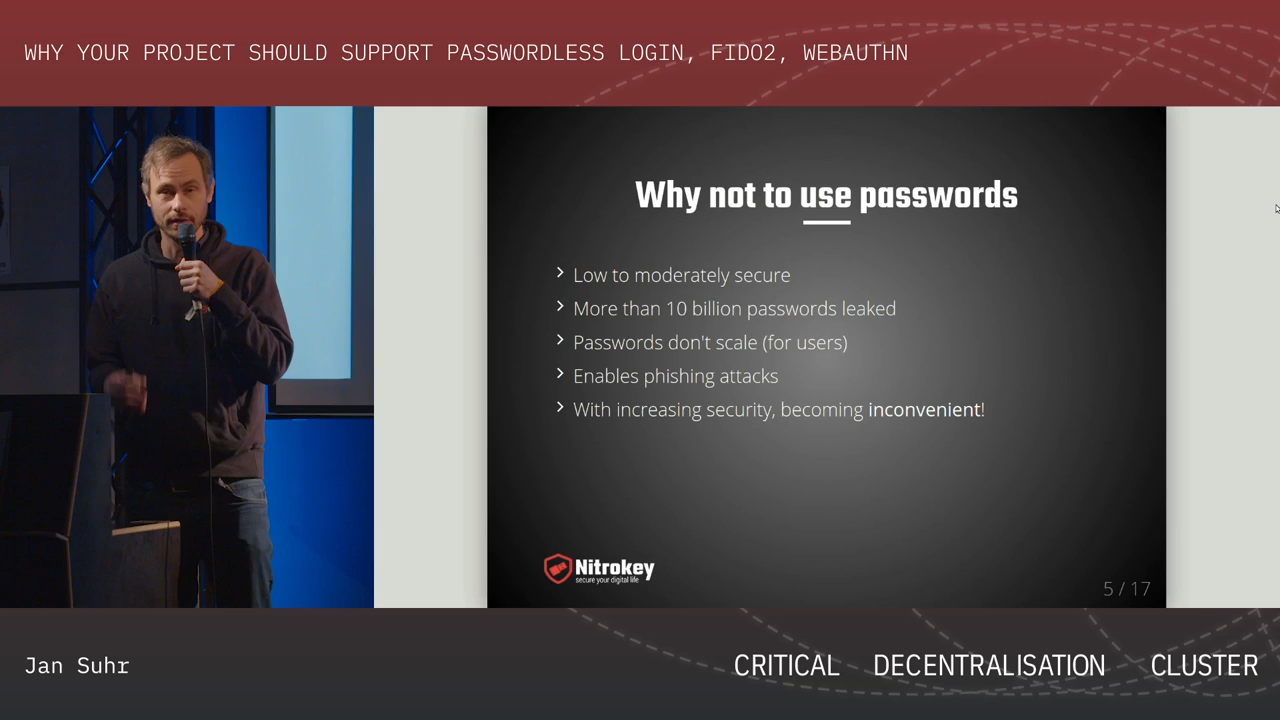 WHY YOUR PROJECT SHOULD SUPPORT PASSWORDLESS LOGIN, FIDO2, WEBAUTHN
Why not to use passwords
Low to moderately secure
More than 10 billion passwords leaked
Passwords don't scale (for users)
Enables phishing attacks
With increasing security, becoming inconvenient!
Nitrokey
secure your digital life
5 / 17
Jan Suhr
CRITICAL DECENTRALISATION CLUSTER